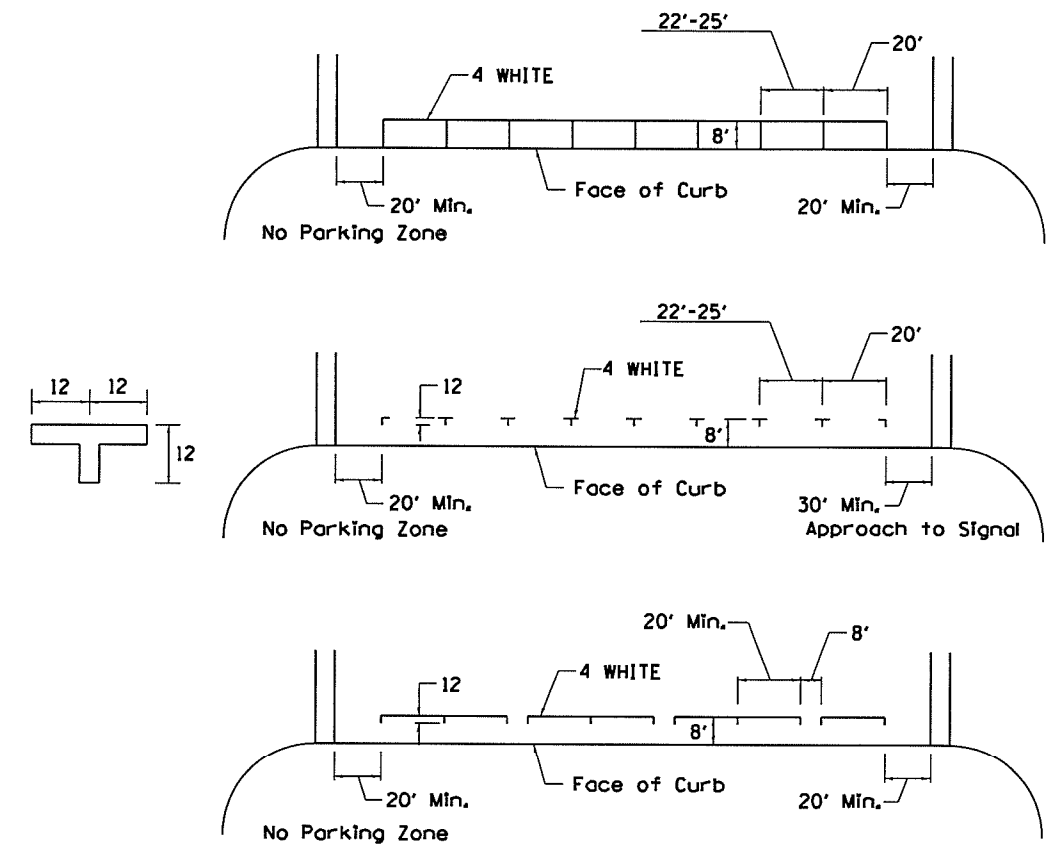 22'-25'
20'
4 WHITE
8'
Face of Curb
20' Min.
20' Min.
No Parking Zone
22'-25'
20'
12 12
12
4 WHITE
12
8'
Face of Curb
20' Min.
30' Min.
No Parking Zone
Approach to Signal
20' Min.
8'
12
4 WHITE
8'
Face of Curb
20' Min.
20' Min.
No Parking Zone